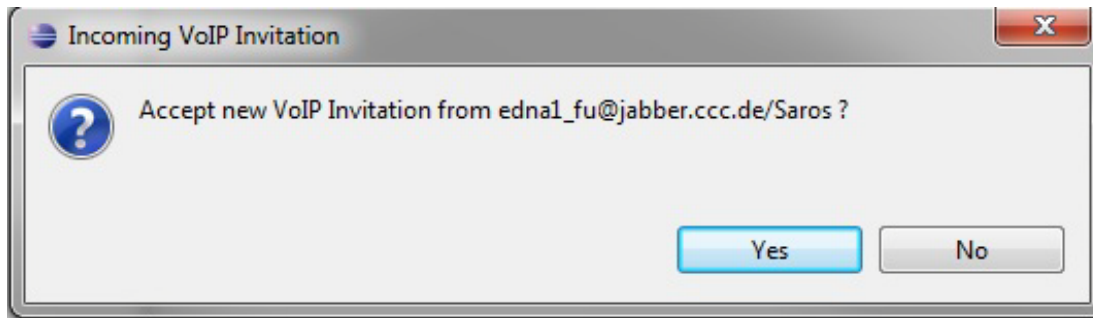 Incoming VoIP Invitation
Accept new VoIP Invitation from edna1_fu@jabber.ccc.de/Saros ?
Yes No